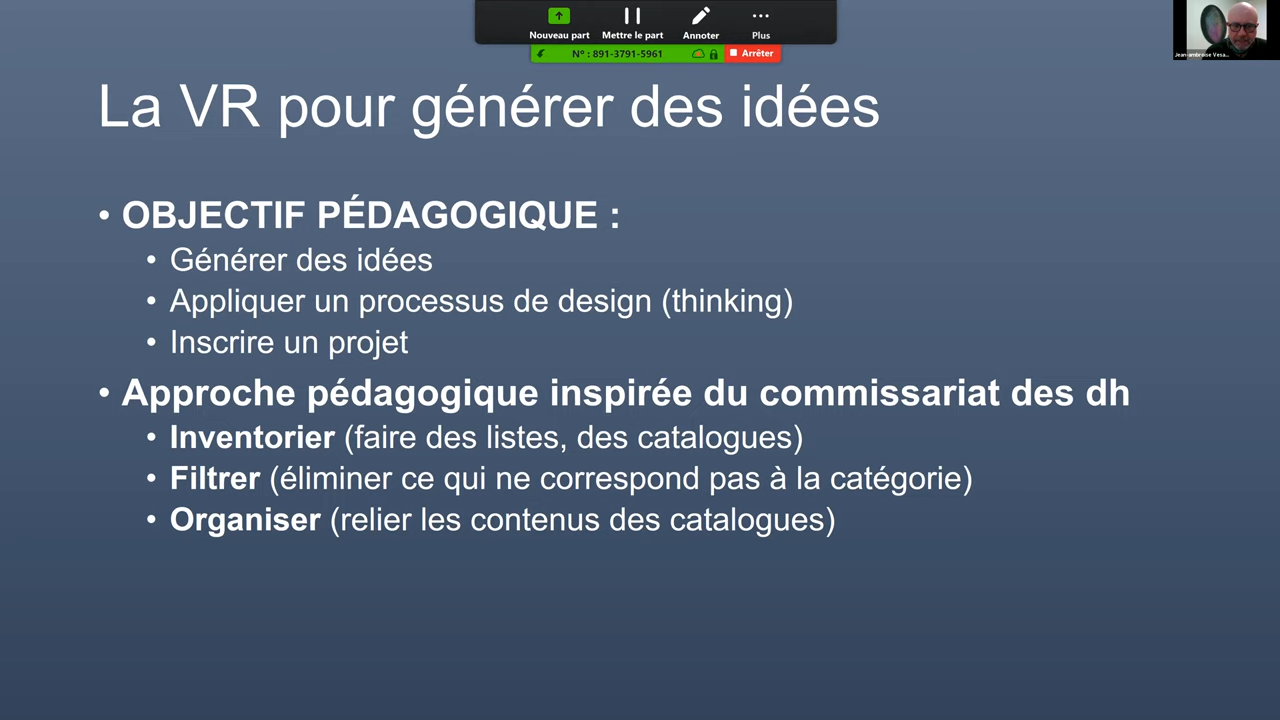 Nouveau part
Mettre le part
Annoter
Plus
N° : 891-3791-5961
Arrêter
Jean-ambroise Vesa...
La VR pour générer des idées
• OBJECTIF PÉDAGOGIQUE :
• Générer des idées
• Appliquer un processus de design (thinking)
• Inscrire un projet
• Approche pédagogique inspirée du commissariat des dh
• Inventorier (faire des listes, des catalogues)
• Filtrer (éliminer ce qui ne correspond pas à la catégorie)
• Organiser (relier les contenus des catalogues)